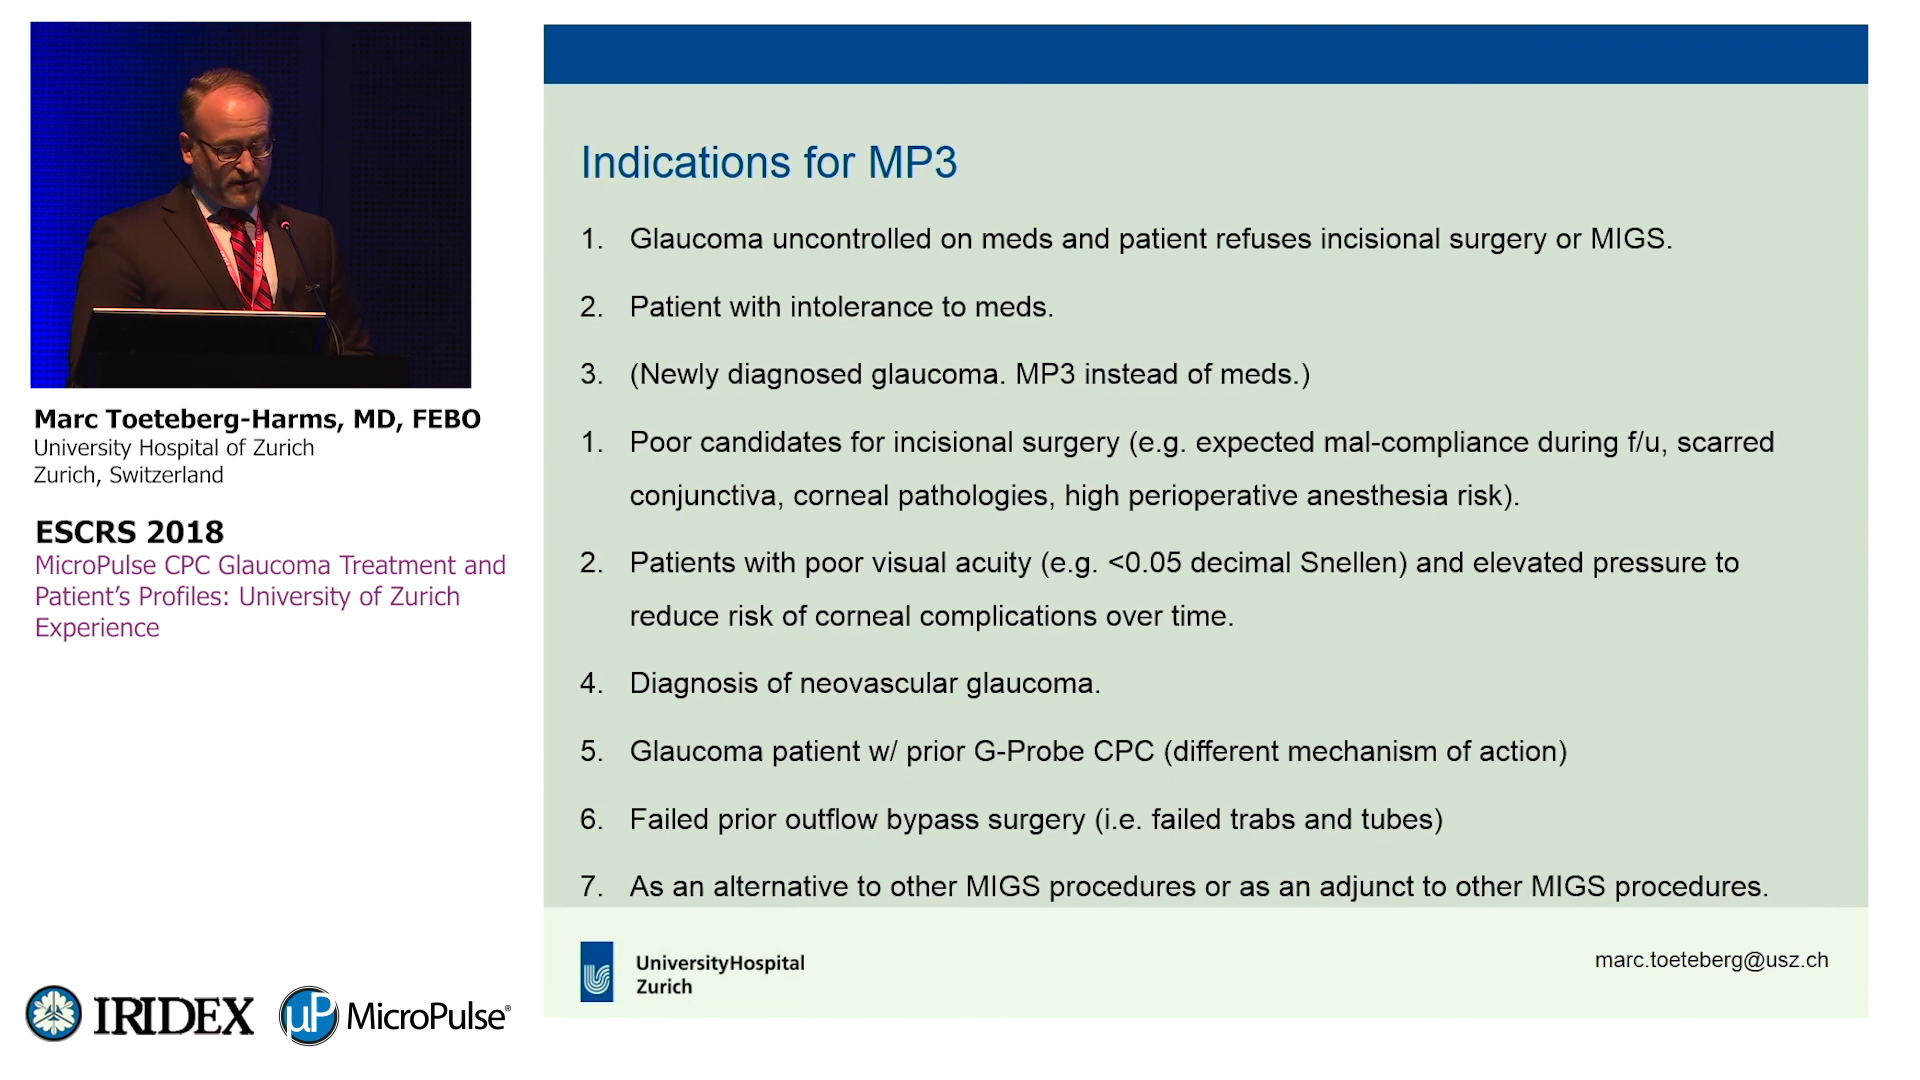 Marc Toeteberg-Harms, MD, FEBO
University Hospital of Zurich
Zurich, Switzerland
ESCRS 2018
MicroPulse CPC Glaucoma Treatment and
Patient’s Profiles: University of Zurich
Experience
IRIDEX
µP MicroPulse®
Indications for MP3
1. Glaucoma uncontrolled on meds and patient refuses incisional surgery or MIGS.
2. Patient with intolerance to meds.
3. (Newly diagnosed glaucoma. MP3 instead of meds.)
1. Poor candidates for incisional surgery (e.g. expected mal-compliance during f/u, scarred
conjunctiva, corneal pathologies, high perioperative anesthesia risk).
2. Patients with poor visual acuity (e.g. <0.05 decimal Snellen) and elevated pressure to
reduce risk of corneal complications over time.
4. Diagnosis of neovascular glaucoma.
5. Glaucoma patient w/ prior G-Probe CPC (different mechanism of action)
6. Failed prior outflow bypass surgery (i.e. failed trabs and tubes)
7. As an alternative to other MIGS procedures or as an adjunct to other MIGS procedures.
UniversityHospital
Zurich
marc.toeteberg@usz.ch